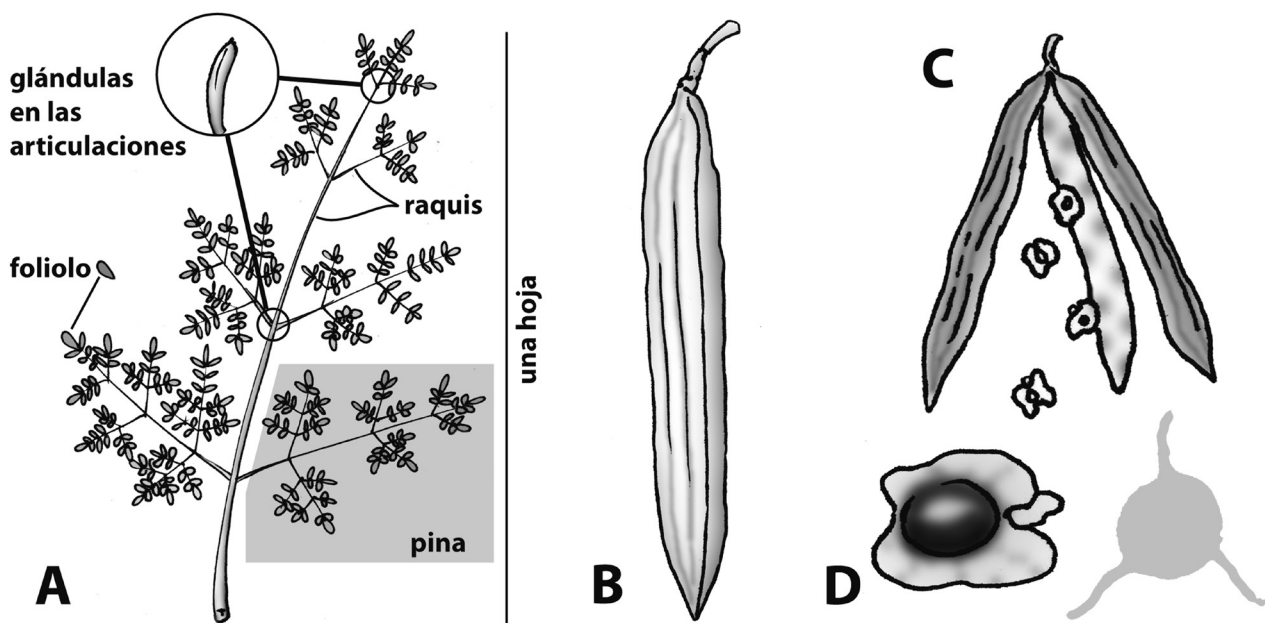 glándulas
en las
articulaciones
raquis
foliolo
pina
una hoja
A
B
C
D